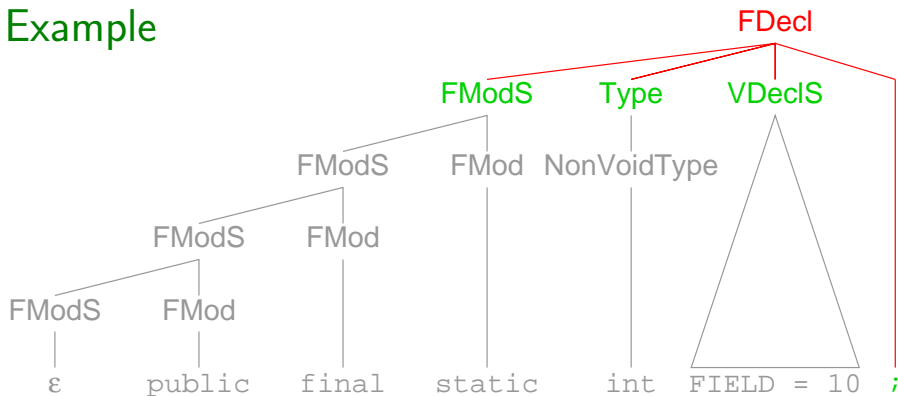 Example
FDecl
FModS Type VDeclS
FModS FMod NonVoidType
FModS FMod
FModS FMod
ε public final static int FIELD = 10 ;